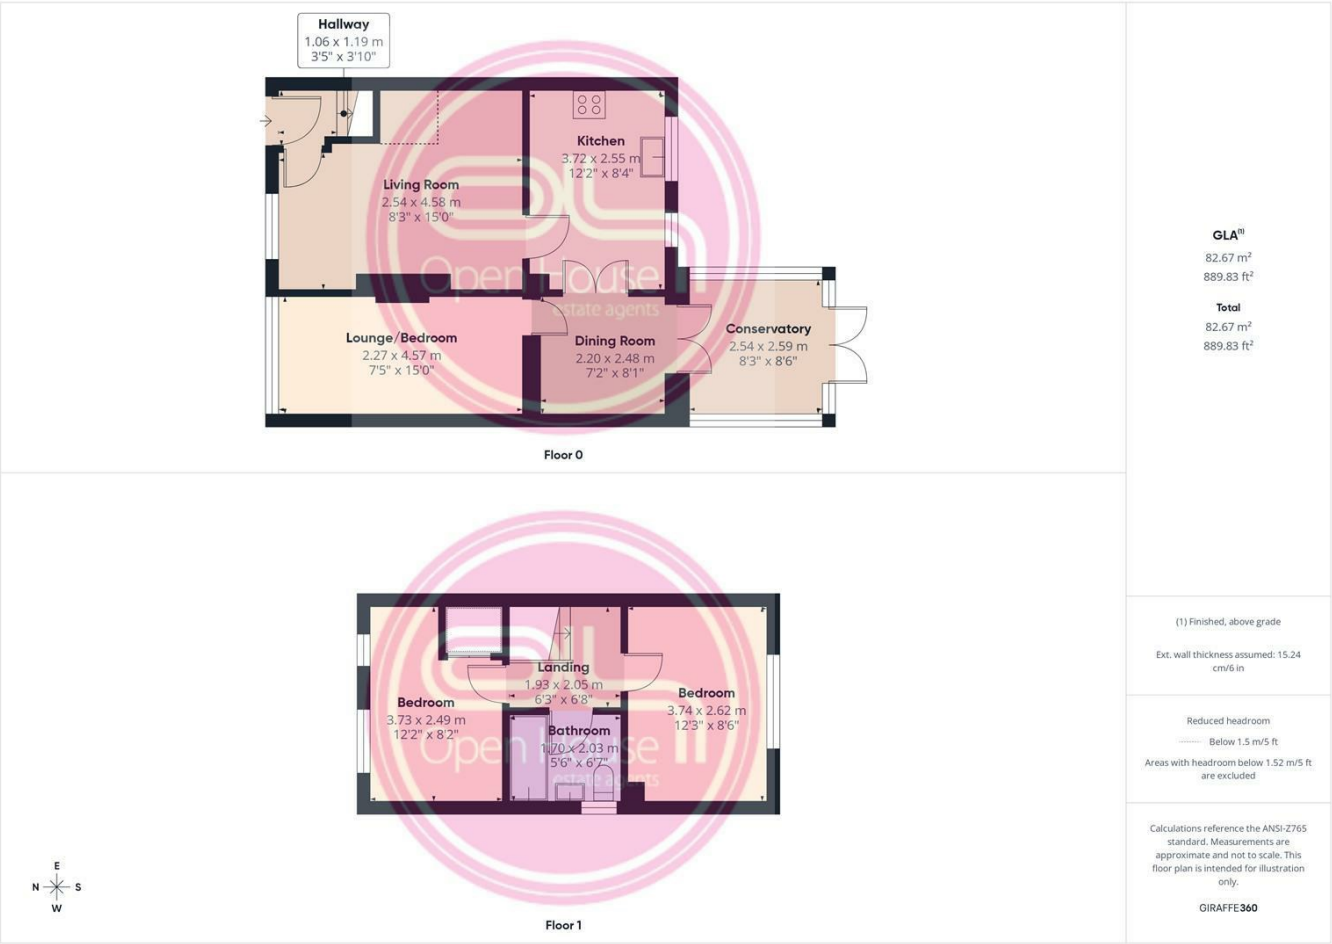 Hallway
1.06 x 1.19 m
3'5" x 3'10"
Kitchen
3.72 x 2.55 m
12'2" x 8'4"
Living Room
2.54 x 4.58 m
8'3" x 15'0"
Open House
estate agents
Lounge/Bedroom
2.27 x 4.57 m
7'5" x 15'0"
Dining Room
2.20 x 2.48 m
7'2" x 8'1"
Conservatory
2.54 x 2.59 m
8'3" x 8'6"
Floor 0
GLA(1)
82.67 m²
889.83 ft²
Total
82.67 m²
889.83 ft²
Landing
1.93 x 2.05 m
6'3" x 6'8"
Bedroom
3.73 x 2.49 m
12'2" x 8'2"
Bedroom
3.74 x 2.62 m
12'3" x 8'6"
Bathroom
1.70 x 2.03 m
5'6" x 6'7"
Open House
estate agents
Floor 1
E
N S
W
(1) Finished, above grade
Ext. wall thickness assumed: 15.24
cm/6 in
Reduced headroom
Below 1.5 m/5 ft
Areas with headroom below 1.52 m/5 ft
are excluded
Calculations reference the ANSI-Z765
standard. Measurements are
approximate and not to scale. This
floor plan is intended for illustration
only.
GIRAFFE360